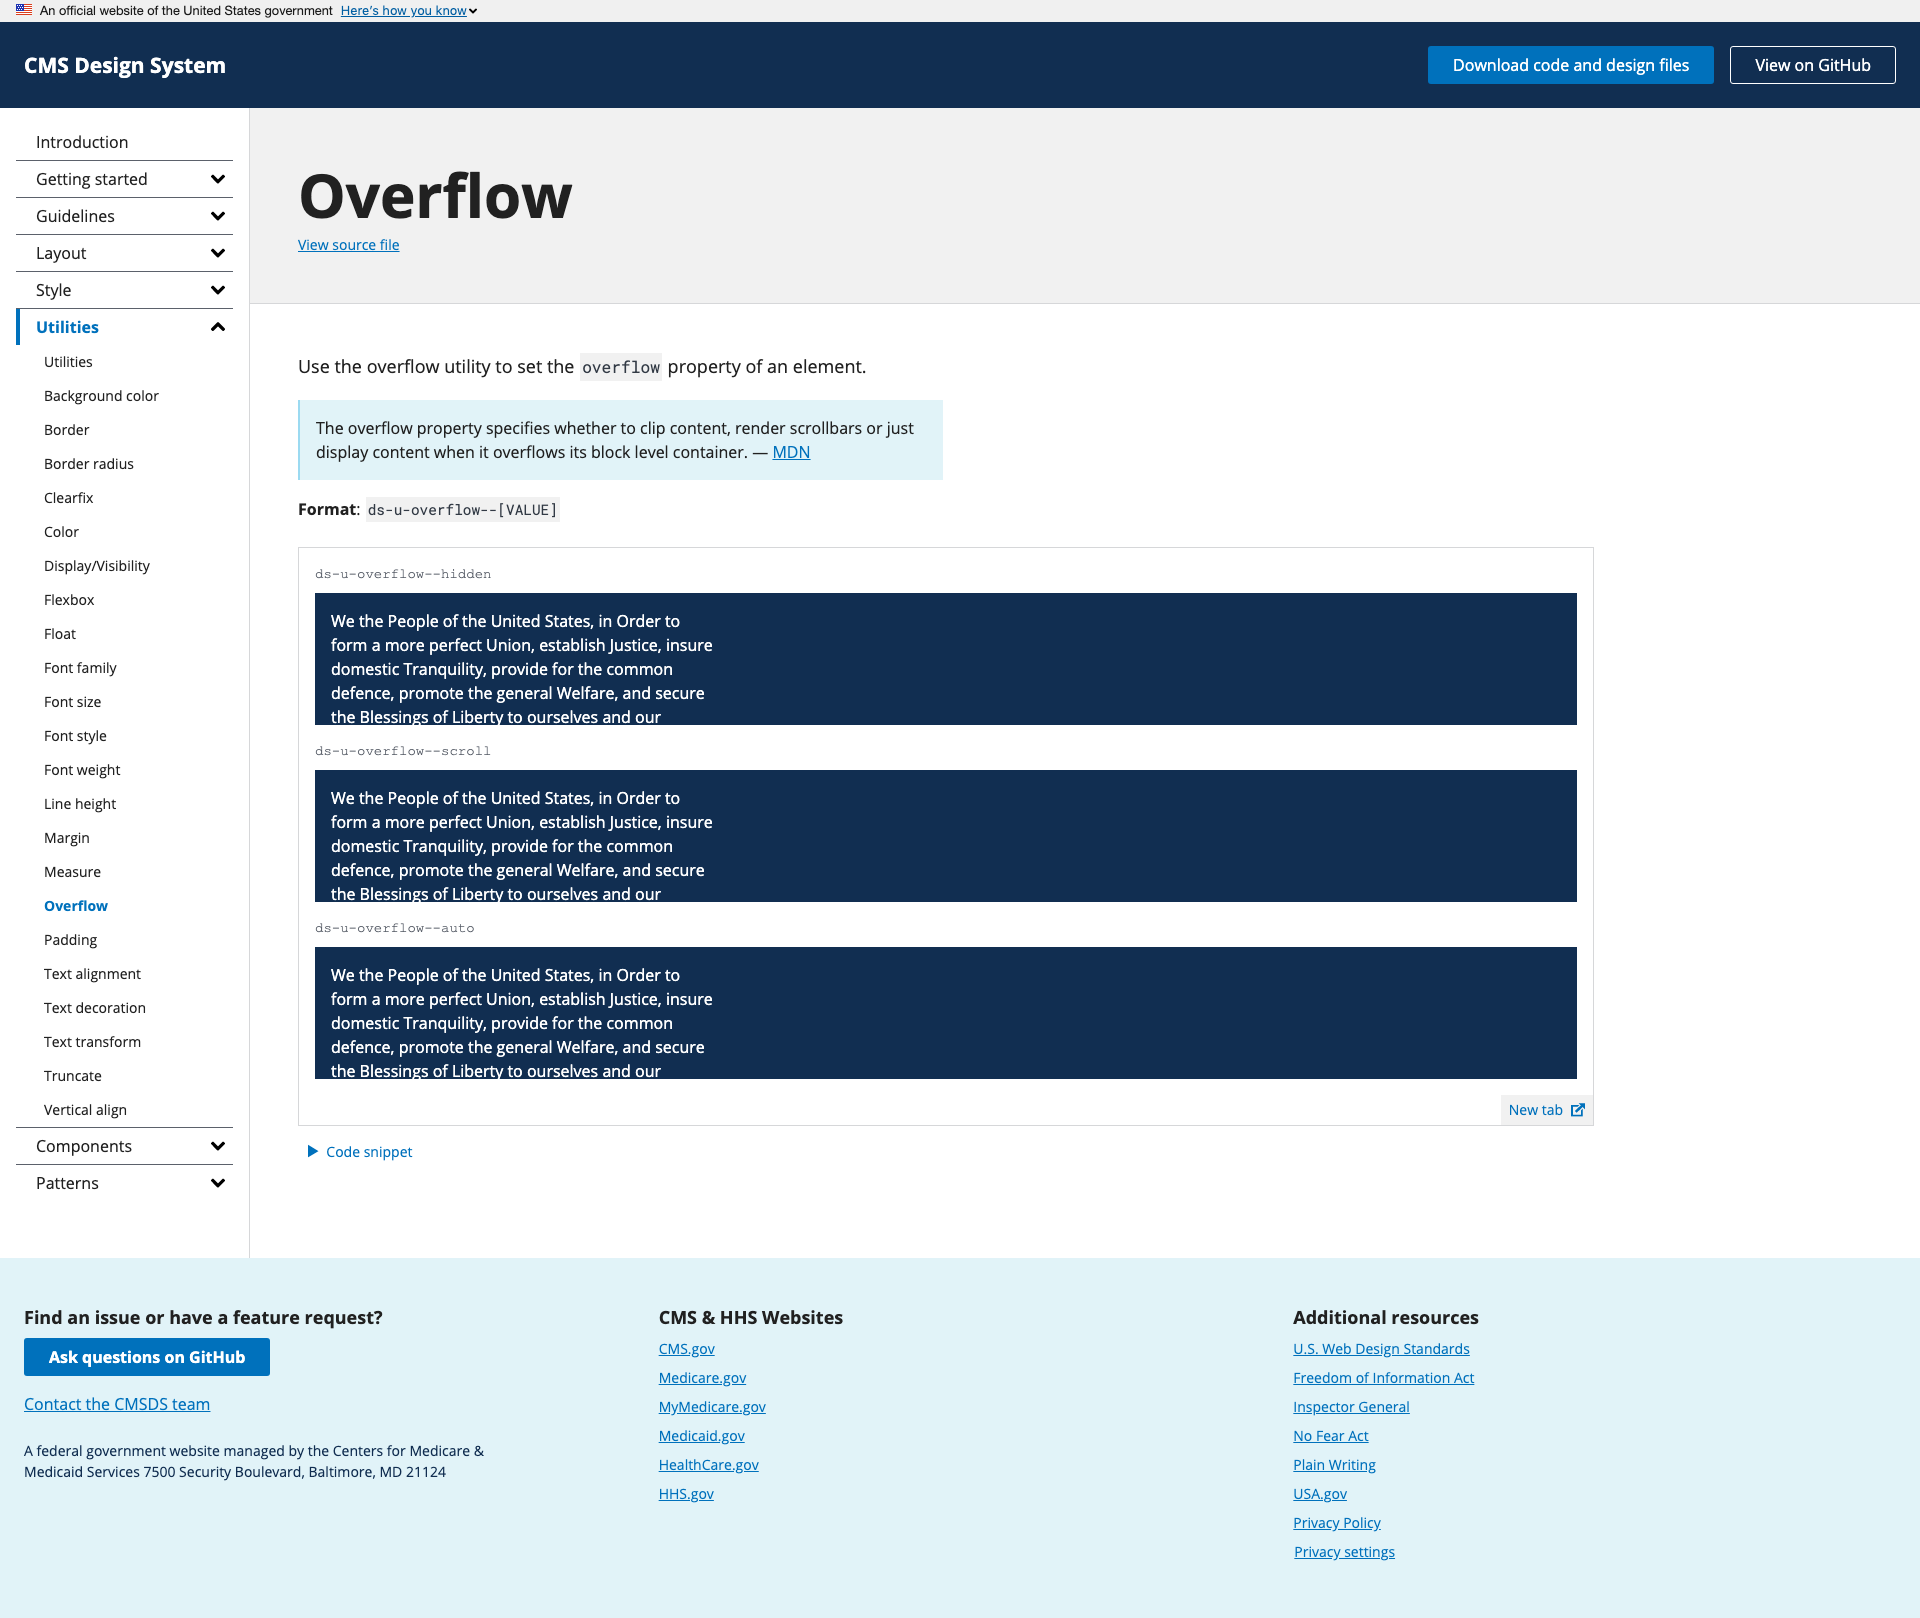 An official website of the United States government Here's how you know
CMS Design System
Download code and design files
View on GitHub
Introduction
Getting started
Guidelines
Layout
Style
Utilities
Utilities
Background color
Border
Border radius
Clearfix
Color
Display/Visibility
Flexbox
Float
Font family
Font size
Font style
Font weight
Line height
Margin
Measure
Overflow
Padding
Text alignment
Text decoration
Text transform
Truncate
Vertical align
Components
Patterns
Overflow
View source file
Use the overflow utility to set the overflow property of an element.
The overflow property specifies whether to clip content, render scrollbars or just
display content when it overflows its block level container. — MDN
Format: ds-u-overflow--[VALUE]
ds-u-overflow--hidden
We the People of the United States, in Order to
form a more perfect Union, establish Justice, insure
domestic Tranquility, provide for the common
defence, promote the general Welfare, and secure
the Blessings of Liberty to ourselves and our
ds-u-overflow--scroll
We the People of the United States, in Order to
form a more perfect Union, establish Justice, insure
domestic Tranquility, provide for the common
defence, promote the general Welfare, and secure
the Blessings of Liberty to ourselves and our
ds-u-overflow--auto
We the People of the United States, in Order to
form a more perfect Union, establish Justice, insure
domestic Tranquility, provide for the common
defence, promote the general Welfare, and secure
the Blessings of Liberty to ourselves and our
New tab
Code snippet
Find an issue or have a feature request?
Ask questions on GitHub
Contact the CMSDS team
A federal government website managed by the Centers for Medicare &
Medicaid Services 7500 Security Boulevard, Baltimore, MD 21124
CMS & HHS Websites
CMS.gov
Medicare.gov
MyMedicare.gov
Medicaid.gov
HealthCare.gov
HHS.gov
Additional resources
U.S. Web Design Standards
Freedom of Information Act
Inspector General
No Fear Act
Plain Writing
USA.gov
Privacy Policy
Privacy settings